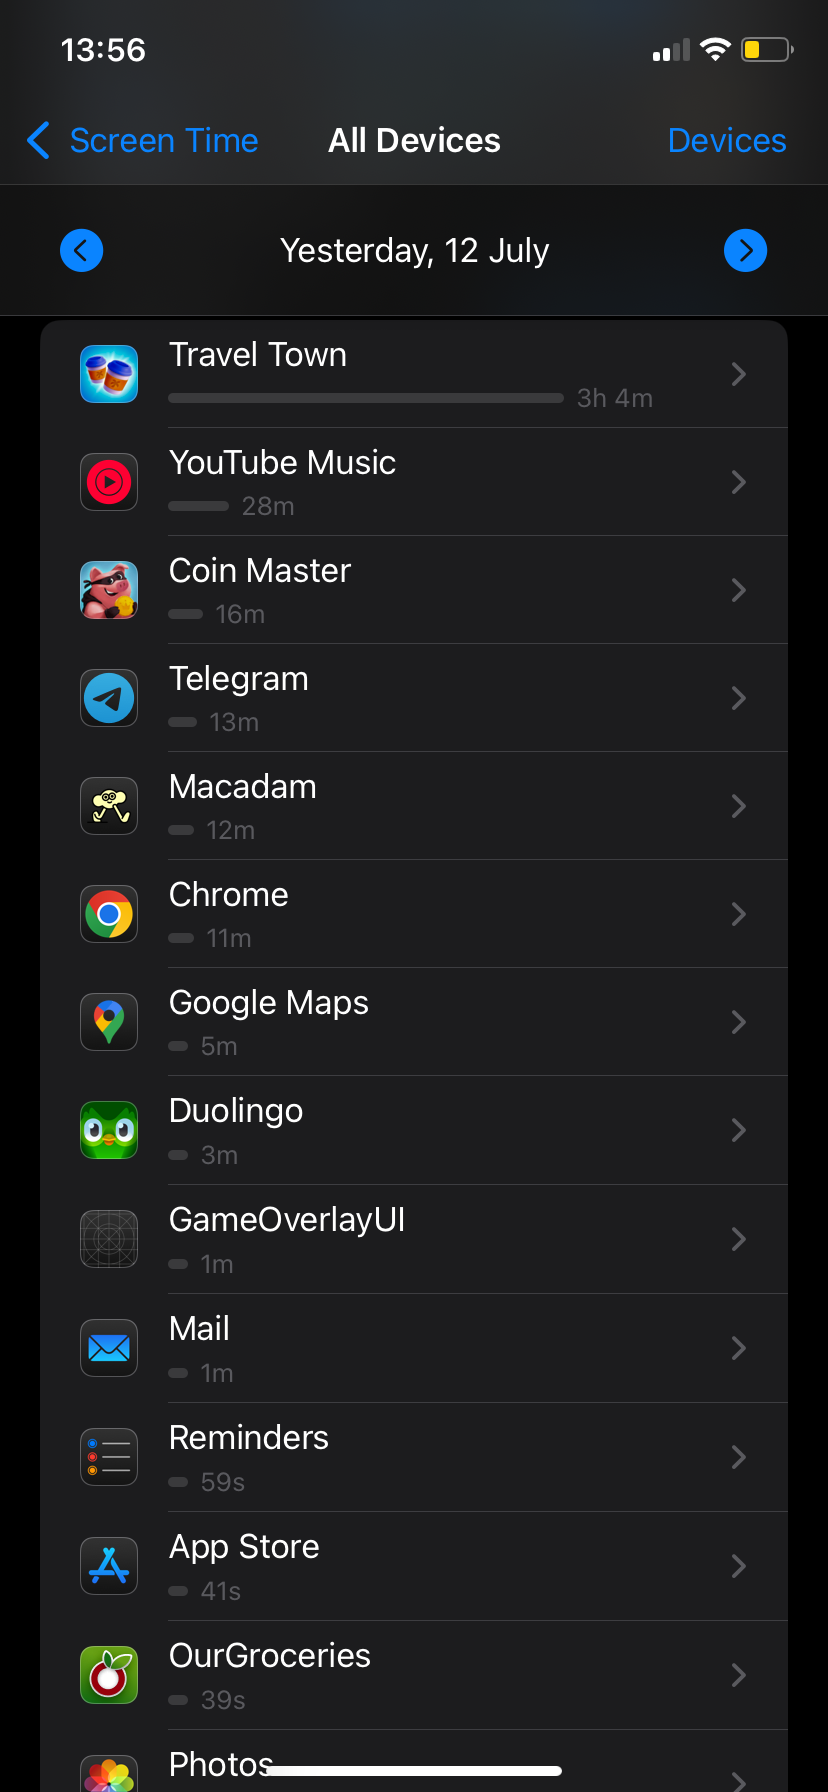 13:56
Screen Time
All Devices
Devices
Yesterday, 12 July
Travel Town
3h 4m
YouTube Music
28m
Coin Master
16m
Telegram
13m
Macadam
12m
Chrome
11m
Google Maps
5m
Duolingo
3m
GameOverlayUI
1m
Mail
1m
Reminders
59s
App Store
41s
OurGroceries
39s
Photos